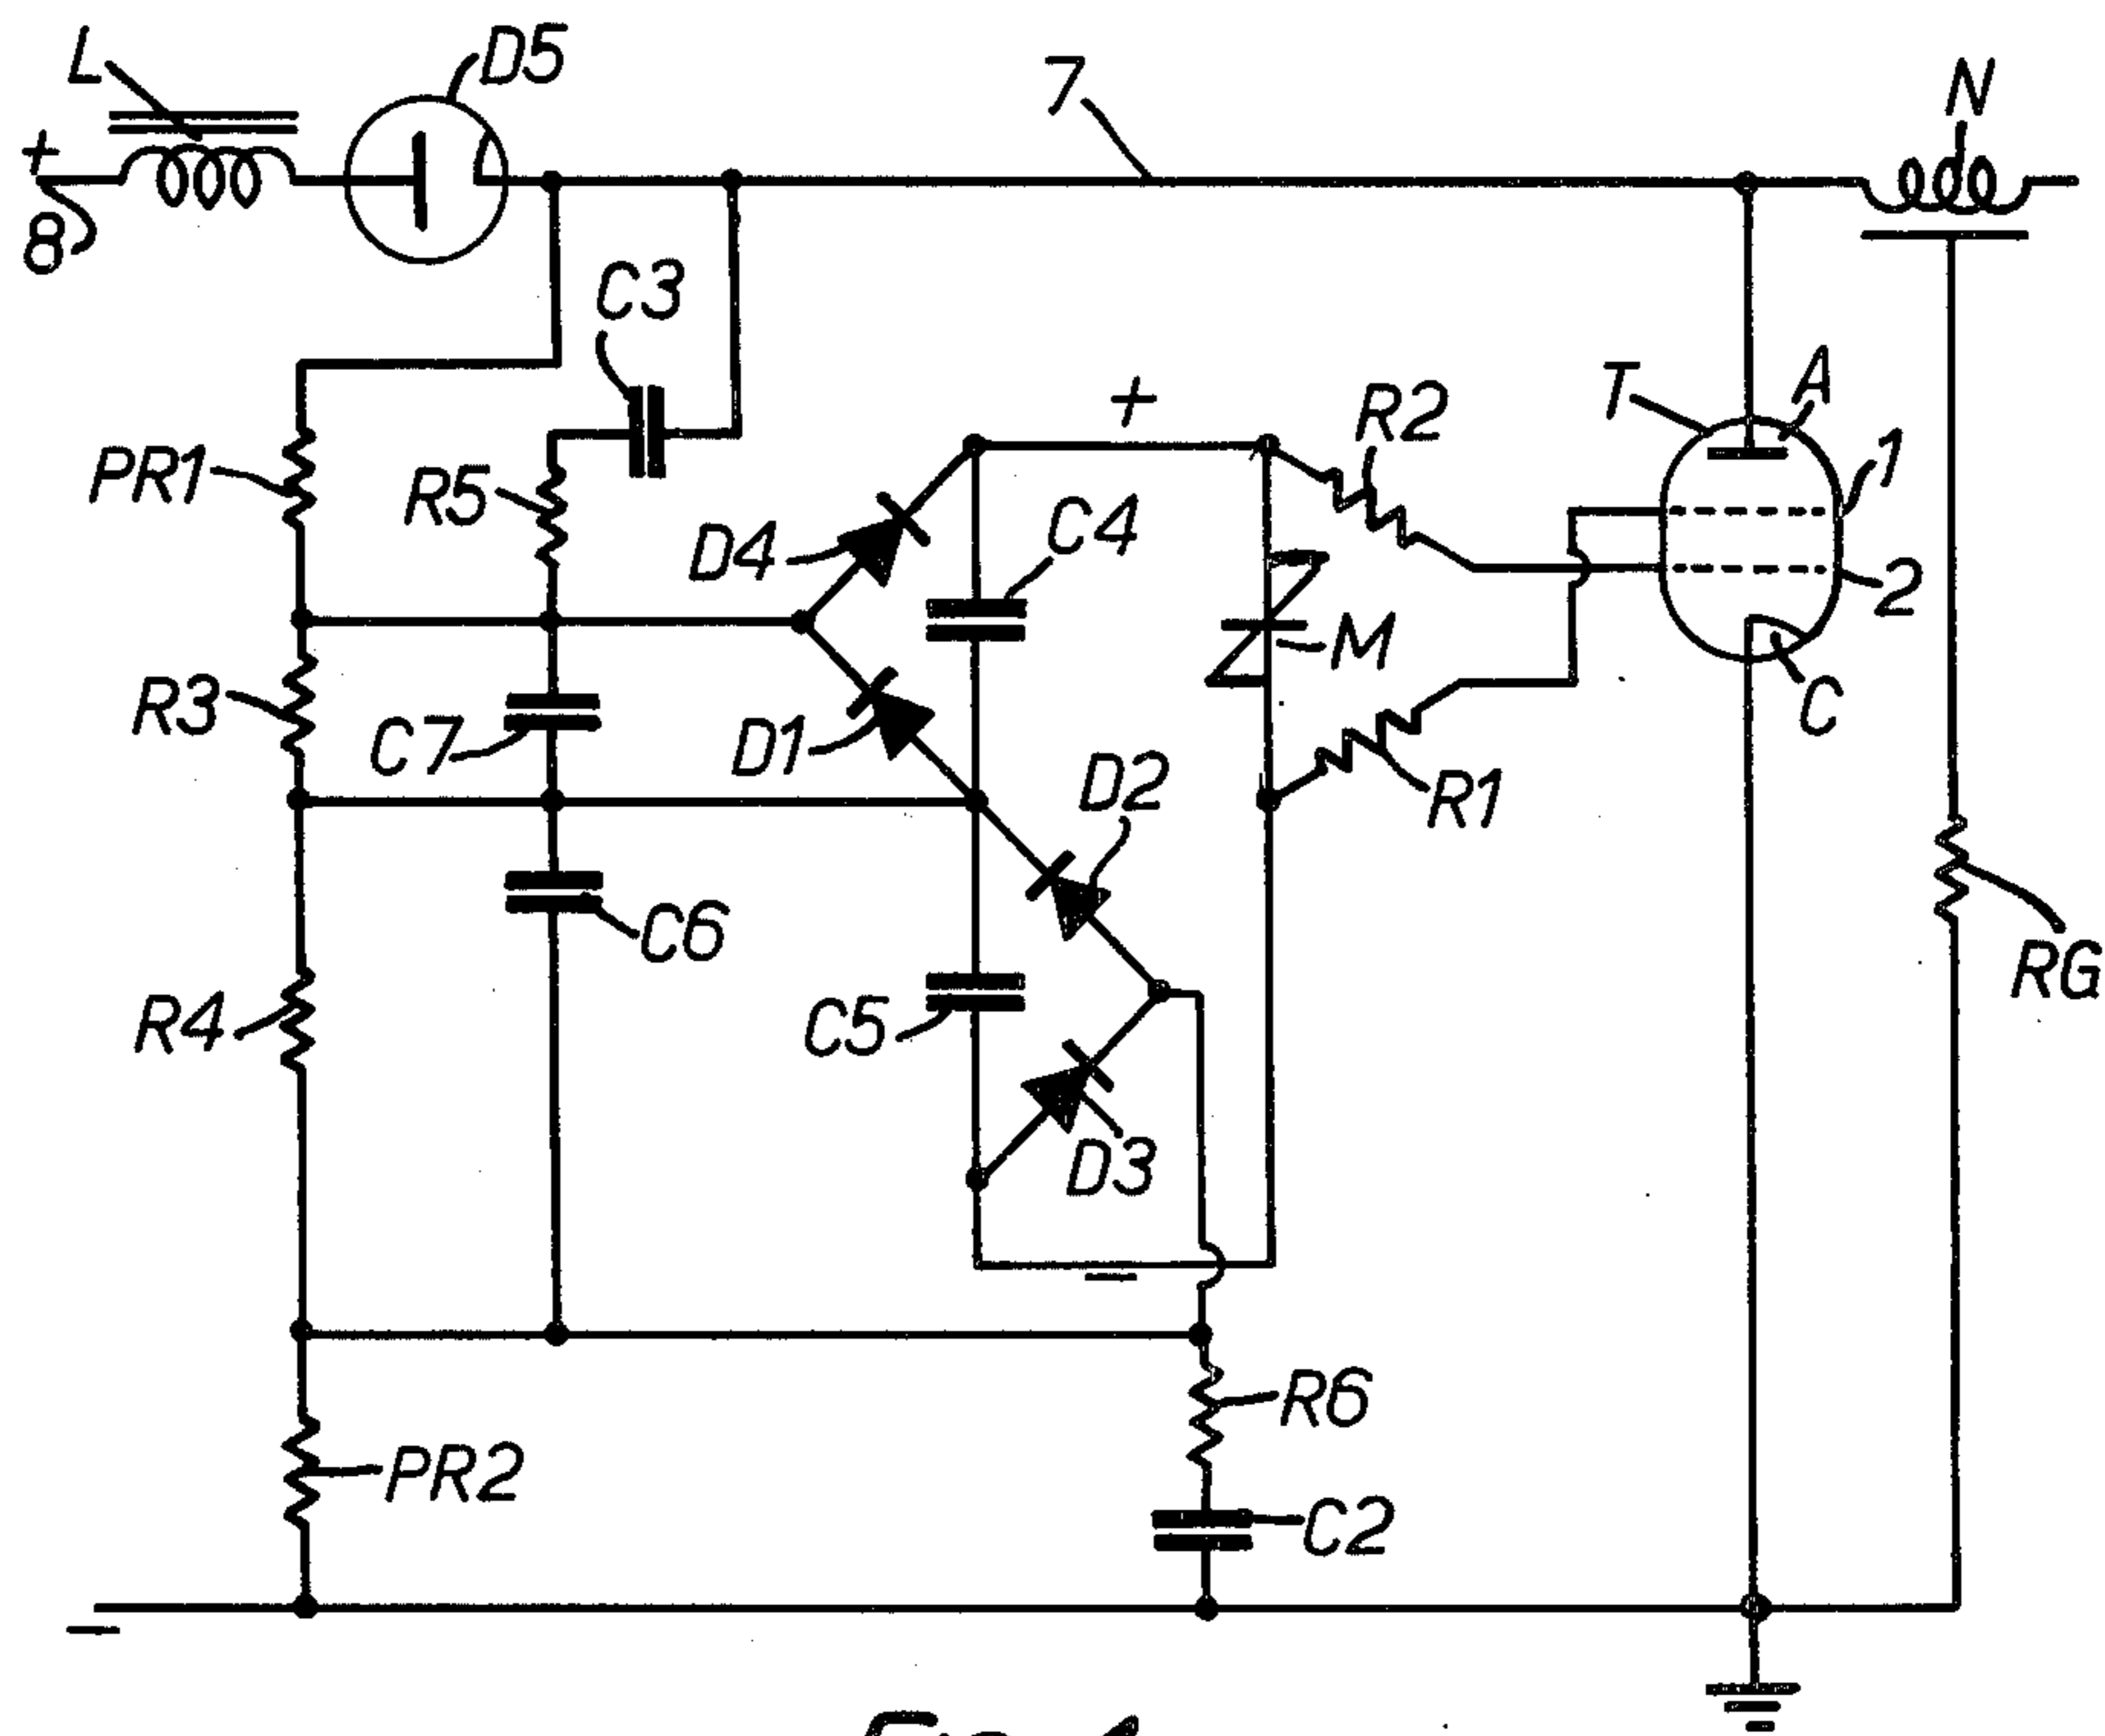 L
D5
7
N
+
8
C3
+
R2
T
A
1
PR1
R5
D4
C4
2
M
R3
C7
D1
D2
C
R1
C6
RG
R4
C5
D3
−
R6
PR2
C2
−